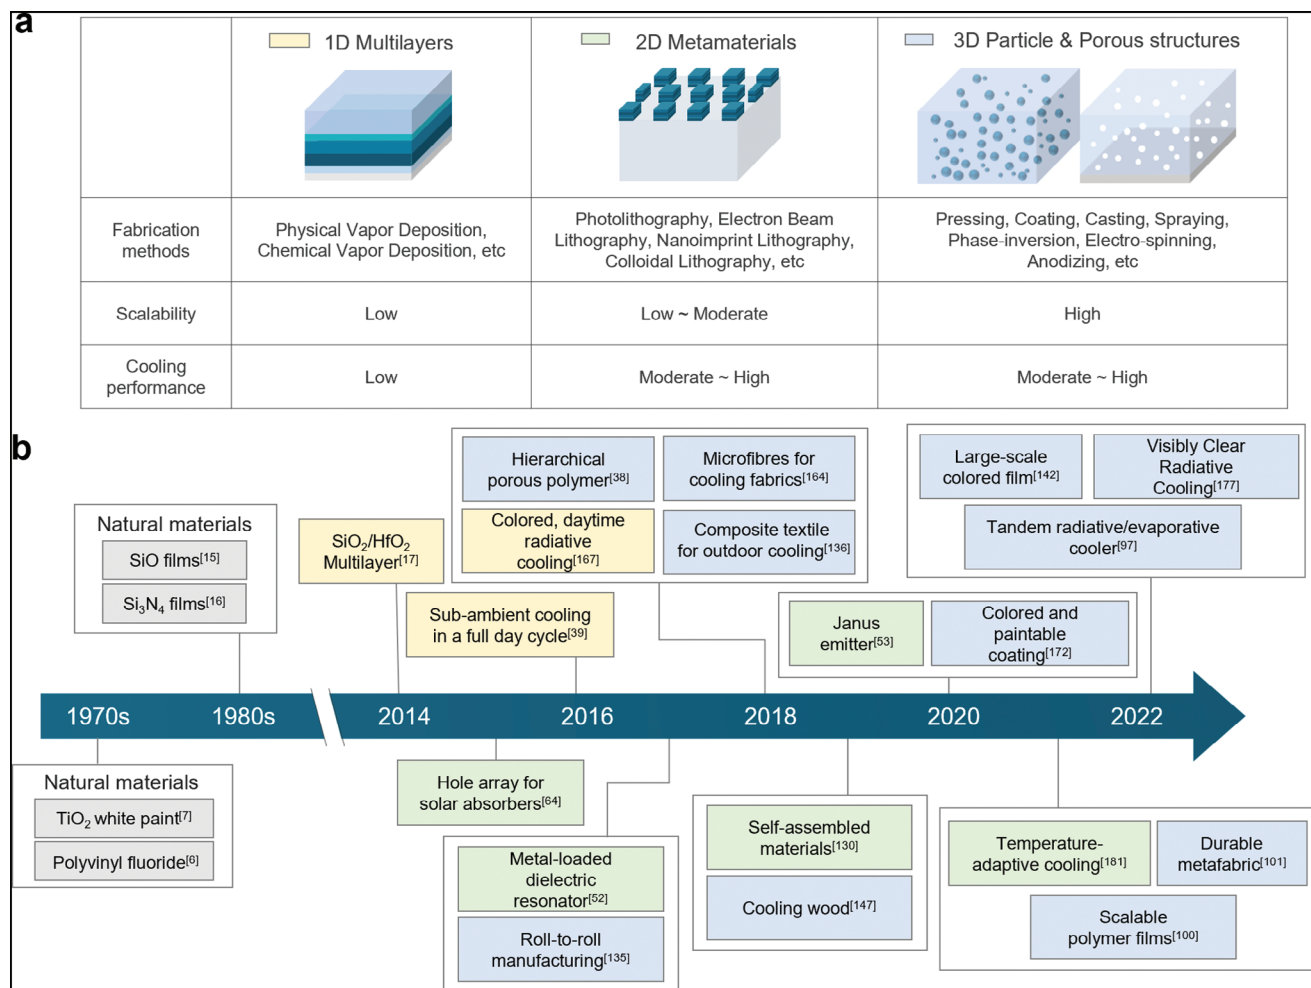 a
1D Multilayers
2D Metamaterials
3D Particle & Porous structures
Fabrication
methods
Physical Vapor Deposition,
Chemical Vapor Deposition, etc
Photolithography, Electron Beam
Lithography, Nanoimprint Lithography,
Colloidal Lithography, etc
Pressing, Coating, Casting, Spraying,
Phase-inversion, Electro-spinning,
Anodizing, etc
Scalability
Low
Low ~ Moderate
High
Cooling
performance
Low
Moderate ~ High
Moderate ~ High
b
Natural materials
SiO films[15]
Si3N4 films[16]
SiO2/HfO2
Multilayer[17]
Hierarchical
porous polymer[38]
Microfibres for
cooling fabrics[164]
Colored, daytime
radiative
cooling[167]
Composite textile
for outdoor cooling[136]
Sub-ambient cooling
in a full day cycle[39]
Large-scale
colored film[142]
Visibly Clear
Radiative
Cooling[177]
Tandem radiative/evaporative
cooler[97]
Janus
emitter[53]
Colored and
paintable
coating[172]
1970s
1980s
2014
2016
2018
2020
2022
Natural materials
TiO2 white paint[7]
Polyvinyl fluoride[6]
Hole array for
solar absorbers[64]
Metal-loaded
dielectric
resonator[52]
Roll-to-roll
manufacturing[135]
Self-assembled
materials[130]
Cooling wood[147]
Temperature-
adaptive cooling[181]
Durable
metafabric[101]
Scalable
polymer films[100]